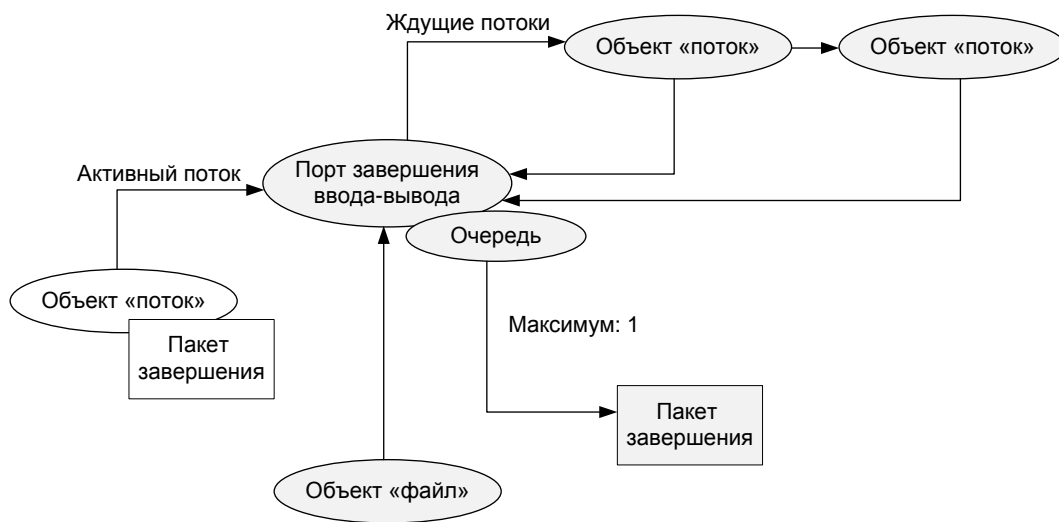 Ждущие потоки
Объект «поток»
Объект «поток»
Активный поток
Порт завершения
ввода-вывода
Очередь
Объект «поток»
Пакет
завершения
Максимум: 1
Пакет
завершения
Объект «файл»